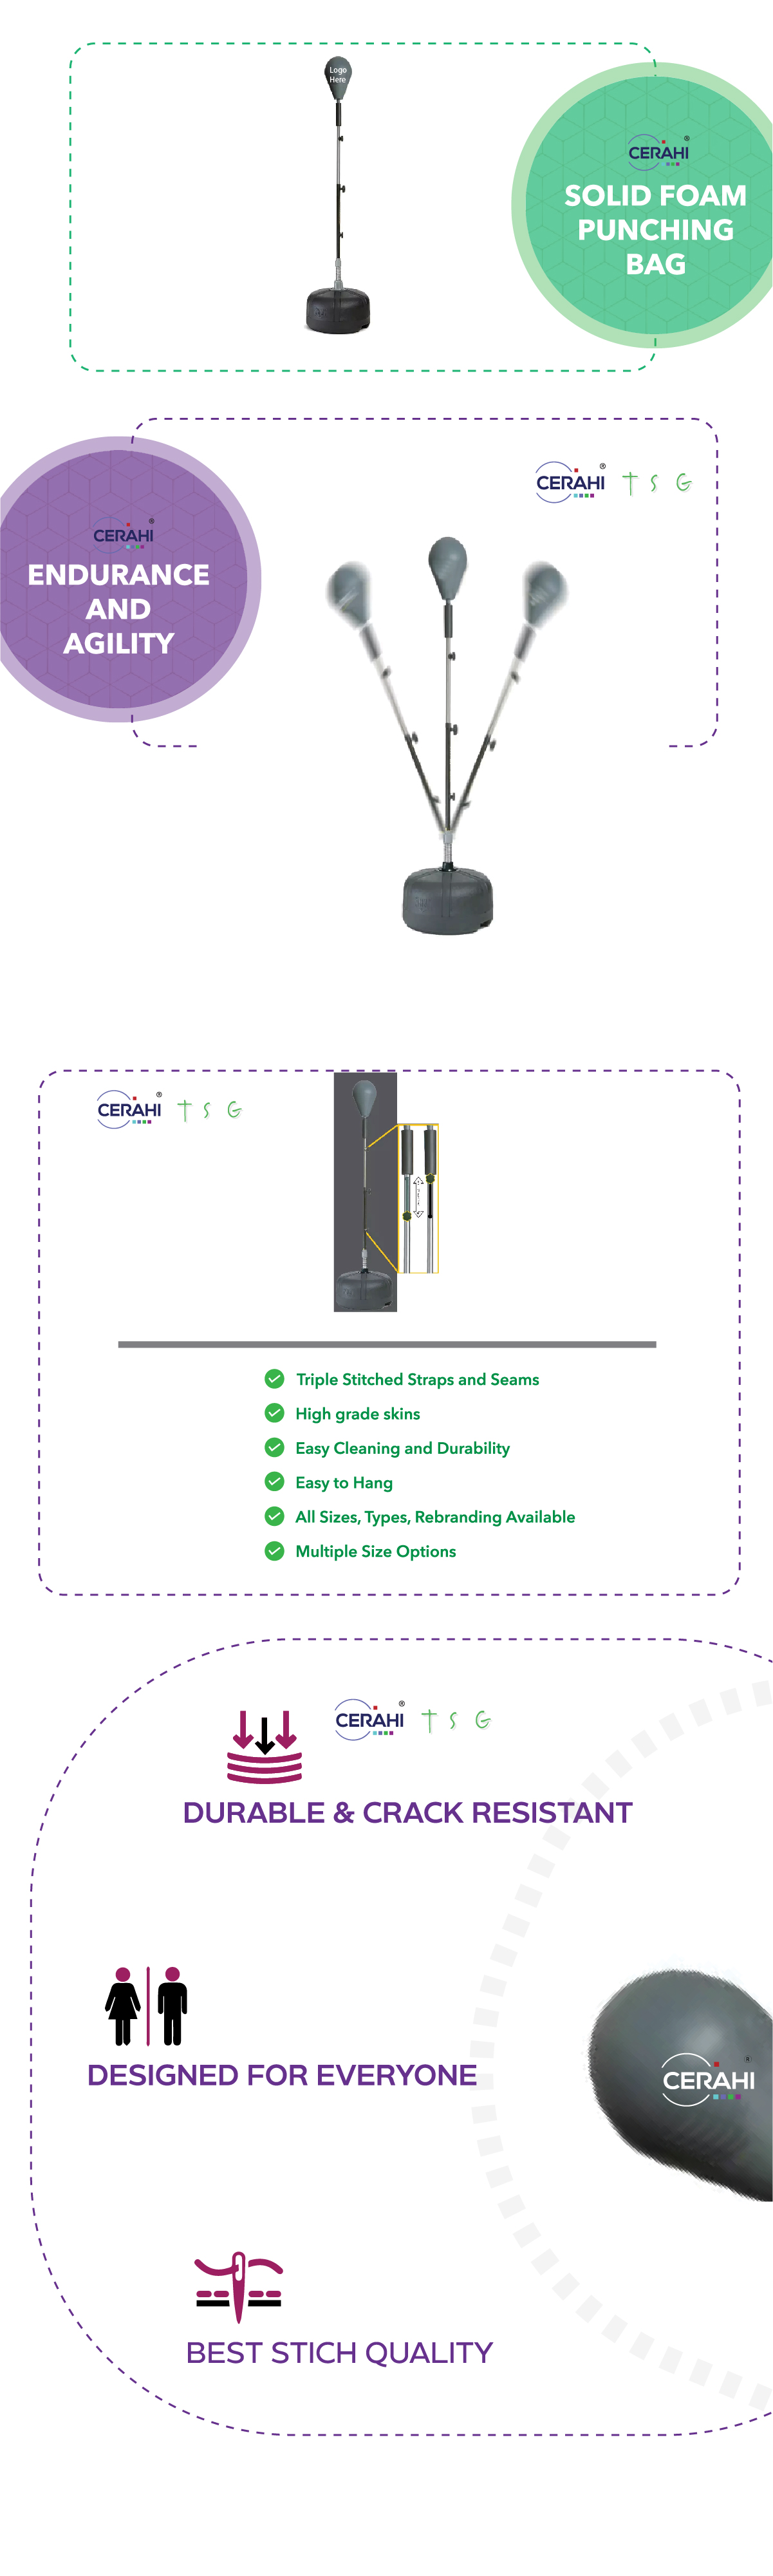 Logo
Here
CERAHI ®
SOLID FOAM
PUNCHING
BAG
CERAHI ® T S G
CERAHI ®
ENDURANCE
AND
AGILITY
CERAHI ® T S G
Triple Stitched Straps and Seams
High grade skins
Easy Cleaning and Durability
Easy to Hang
All Sizes, Types, Rebranding Available
Multiple Size Options
CERAHI ® T S G
DURABLE & CRACK RESISTANT
DESIGNED FOR EVERYONE
CERAHI ®
BEST STICH QUALITY